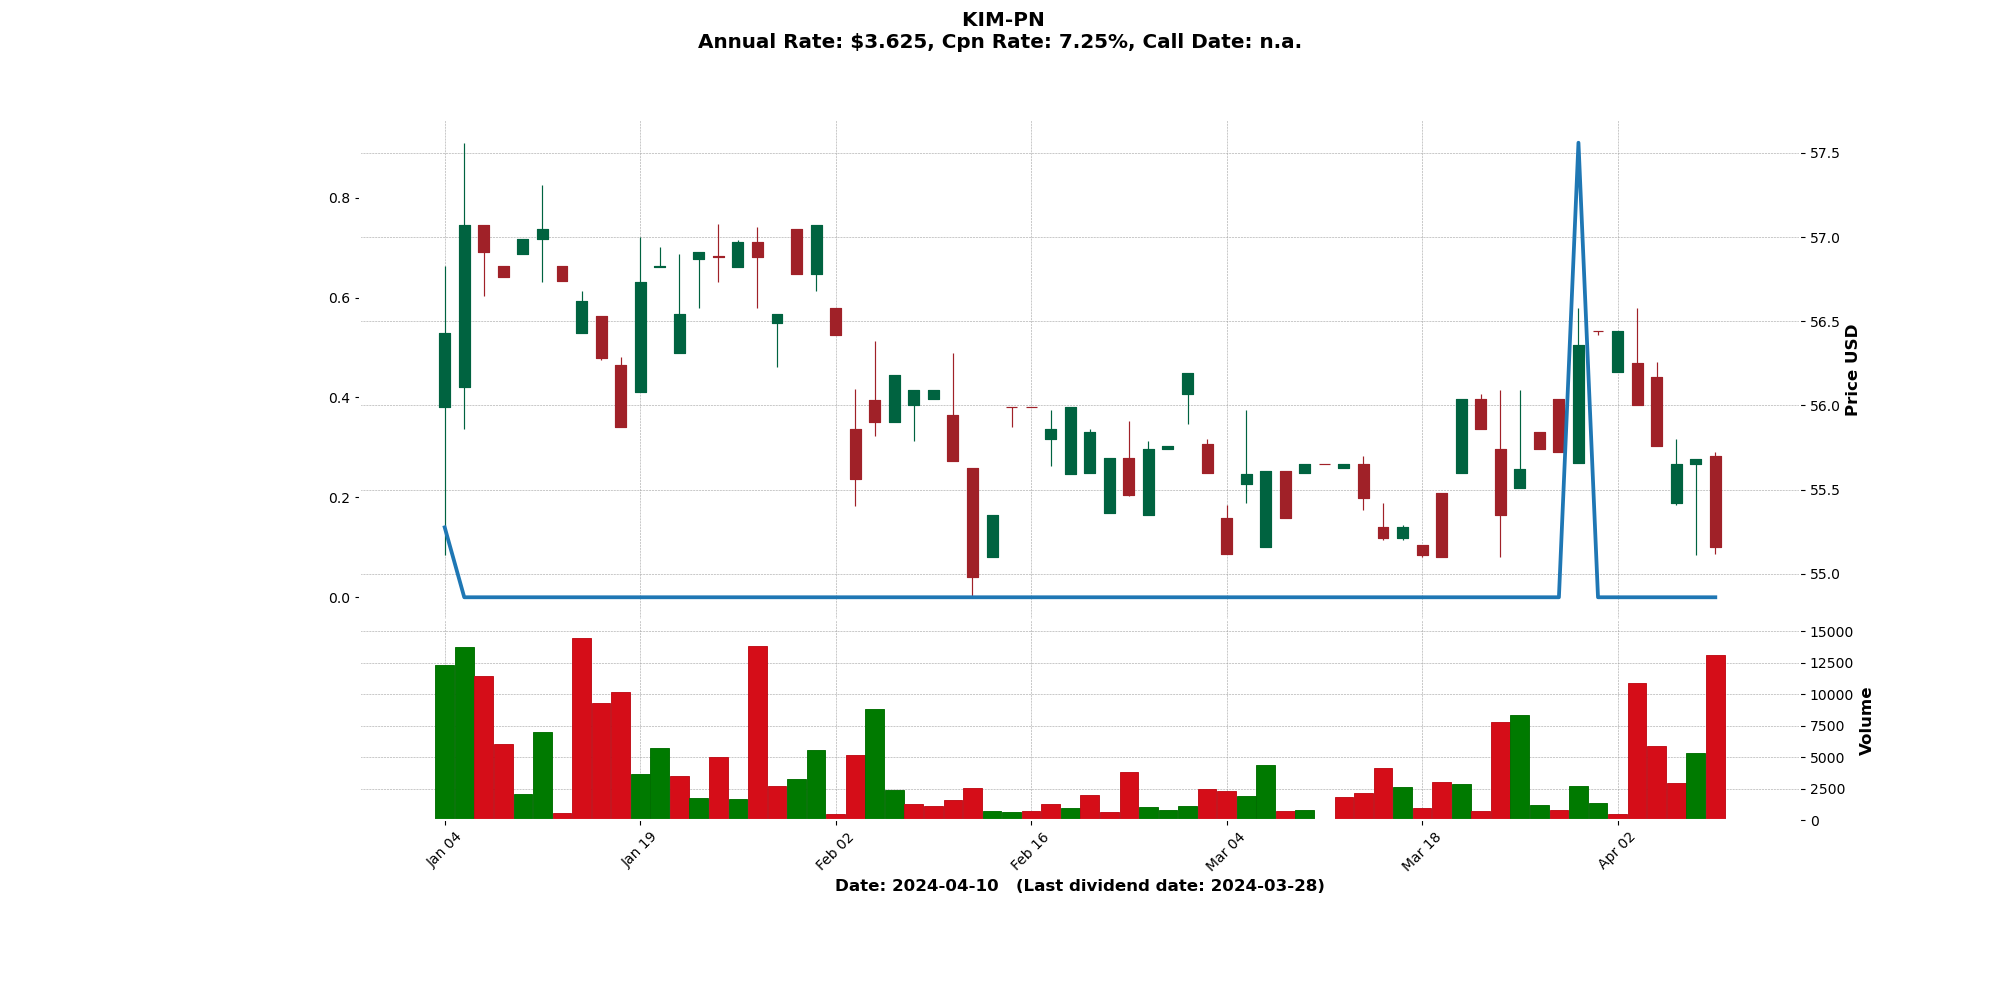 KIM-PN
Annual Rate: $3.625, Cpn Rate: 7.25%, Call Date: n.a.
0.8
0.6
0.4
0.2
0.0
57.5
57.0
56.5
56.0
55.5
55.0
Price USD
15000
12500
10000
7500
5000
2500
0
Volume
Jan 04
Jan 19
Feb 02
Feb 16
Mar 04
Mar 18
Apr 02
Date: 2024-04-10   (Last dividend date: 2024-03-28)